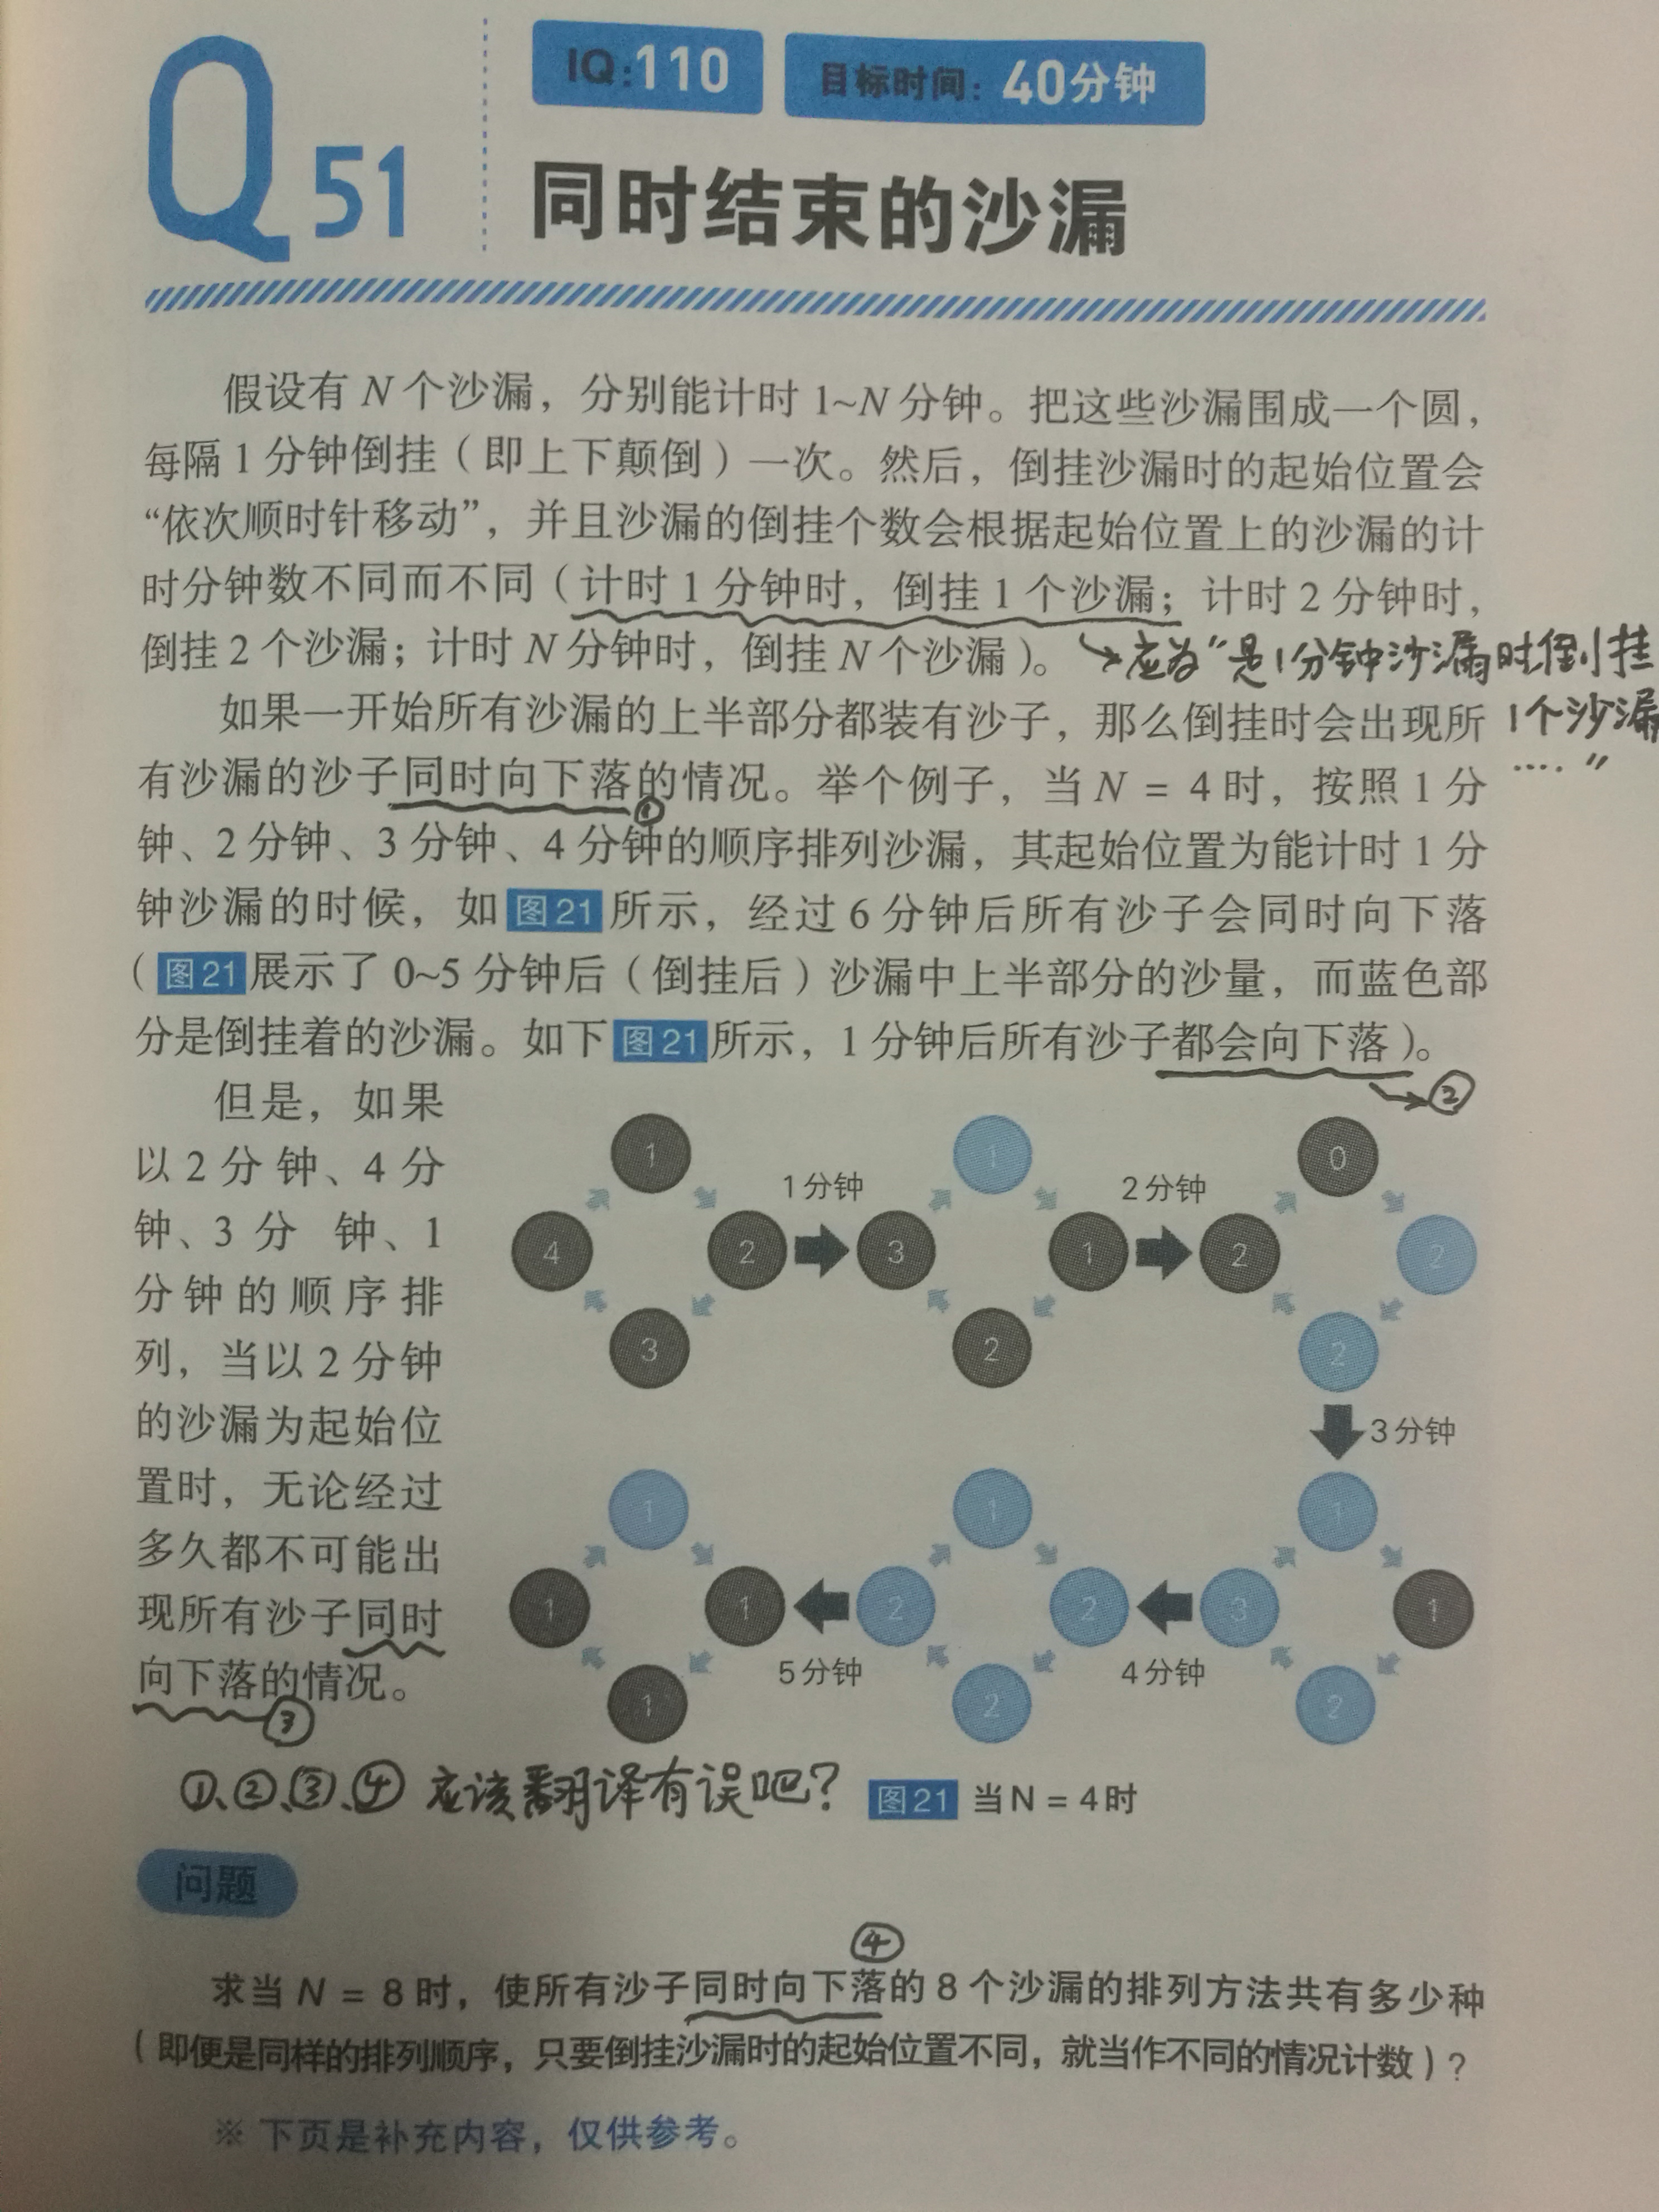 Q 51
IQ:110
目标时间：40分钟
同时结束的沙漏
假设有 N 个沙漏，分别能计时 1~N 分钟。把这些沙漏围成一个圆，
每隔 1 分钟倒挂（即上下颠倒）一次。然后，倒挂沙漏时的起始位置会
“依次顺时针移动”，并且沙漏的倒挂个数会根据起始位置上的沙漏的计
时分钟数不同而不同（计时 1 分钟时，倒挂 1 个沙漏；计时 2 分钟时，
倒挂 2 个沙漏；计时 N 分钟时，倒挂 N 个沙漏）。
→应为“是1分钟沙漏时倒挂
1个沙漏
····”
如果一开始所有沙漏的上半部分都装有沙子，那么倒挂时会出现所
有沙漏的沙子同时向下落的情况。举个例子，当 N = 4 时，按照 1 分
①
钟、2 分钟、3 分钟、4 分钟的顺序排列沙漏，其起始位置为能计时 1 分
钟沙漏的时候，如图21所示，经过 6 分钟后所有沙子会同时向下落
（图21展示了 0~5 分钟后（倒挂后）沙漏中上半部分的沙量，而蓝色部
分是倒挂着的沙漏。如下图21所示，1 分钟后所有沙子都会向下落）。
→②
但是，如果
以 2 分 钟、4 分
钟、3 分 钟、1
分钟的顺序排
列，当以 2 分钟
的沙漏为起始位
置时，无论经过
多久都不可能出
现所有沙子同时
向下落的情况。
③
1
4 2
3
1分钟
1
3 1
2
2分钟
0
2 2
2
3分钟
1
3 1
2
4分钟
1
2 2
2
5分钟
1
1 1
1
①、②、③、④ 应该翻译有误吧？
图21 当N = 4时
问题
④
求当 N = 8 时，使所有沙子同时向下落的 8 个沙漏的排列方法共有多少种
（即便是同样的排列顺序，只要倒挂沙漏时的起始位置不同，就当作不同的情况计数）?
※ 下页是补充内容，仅供参考。